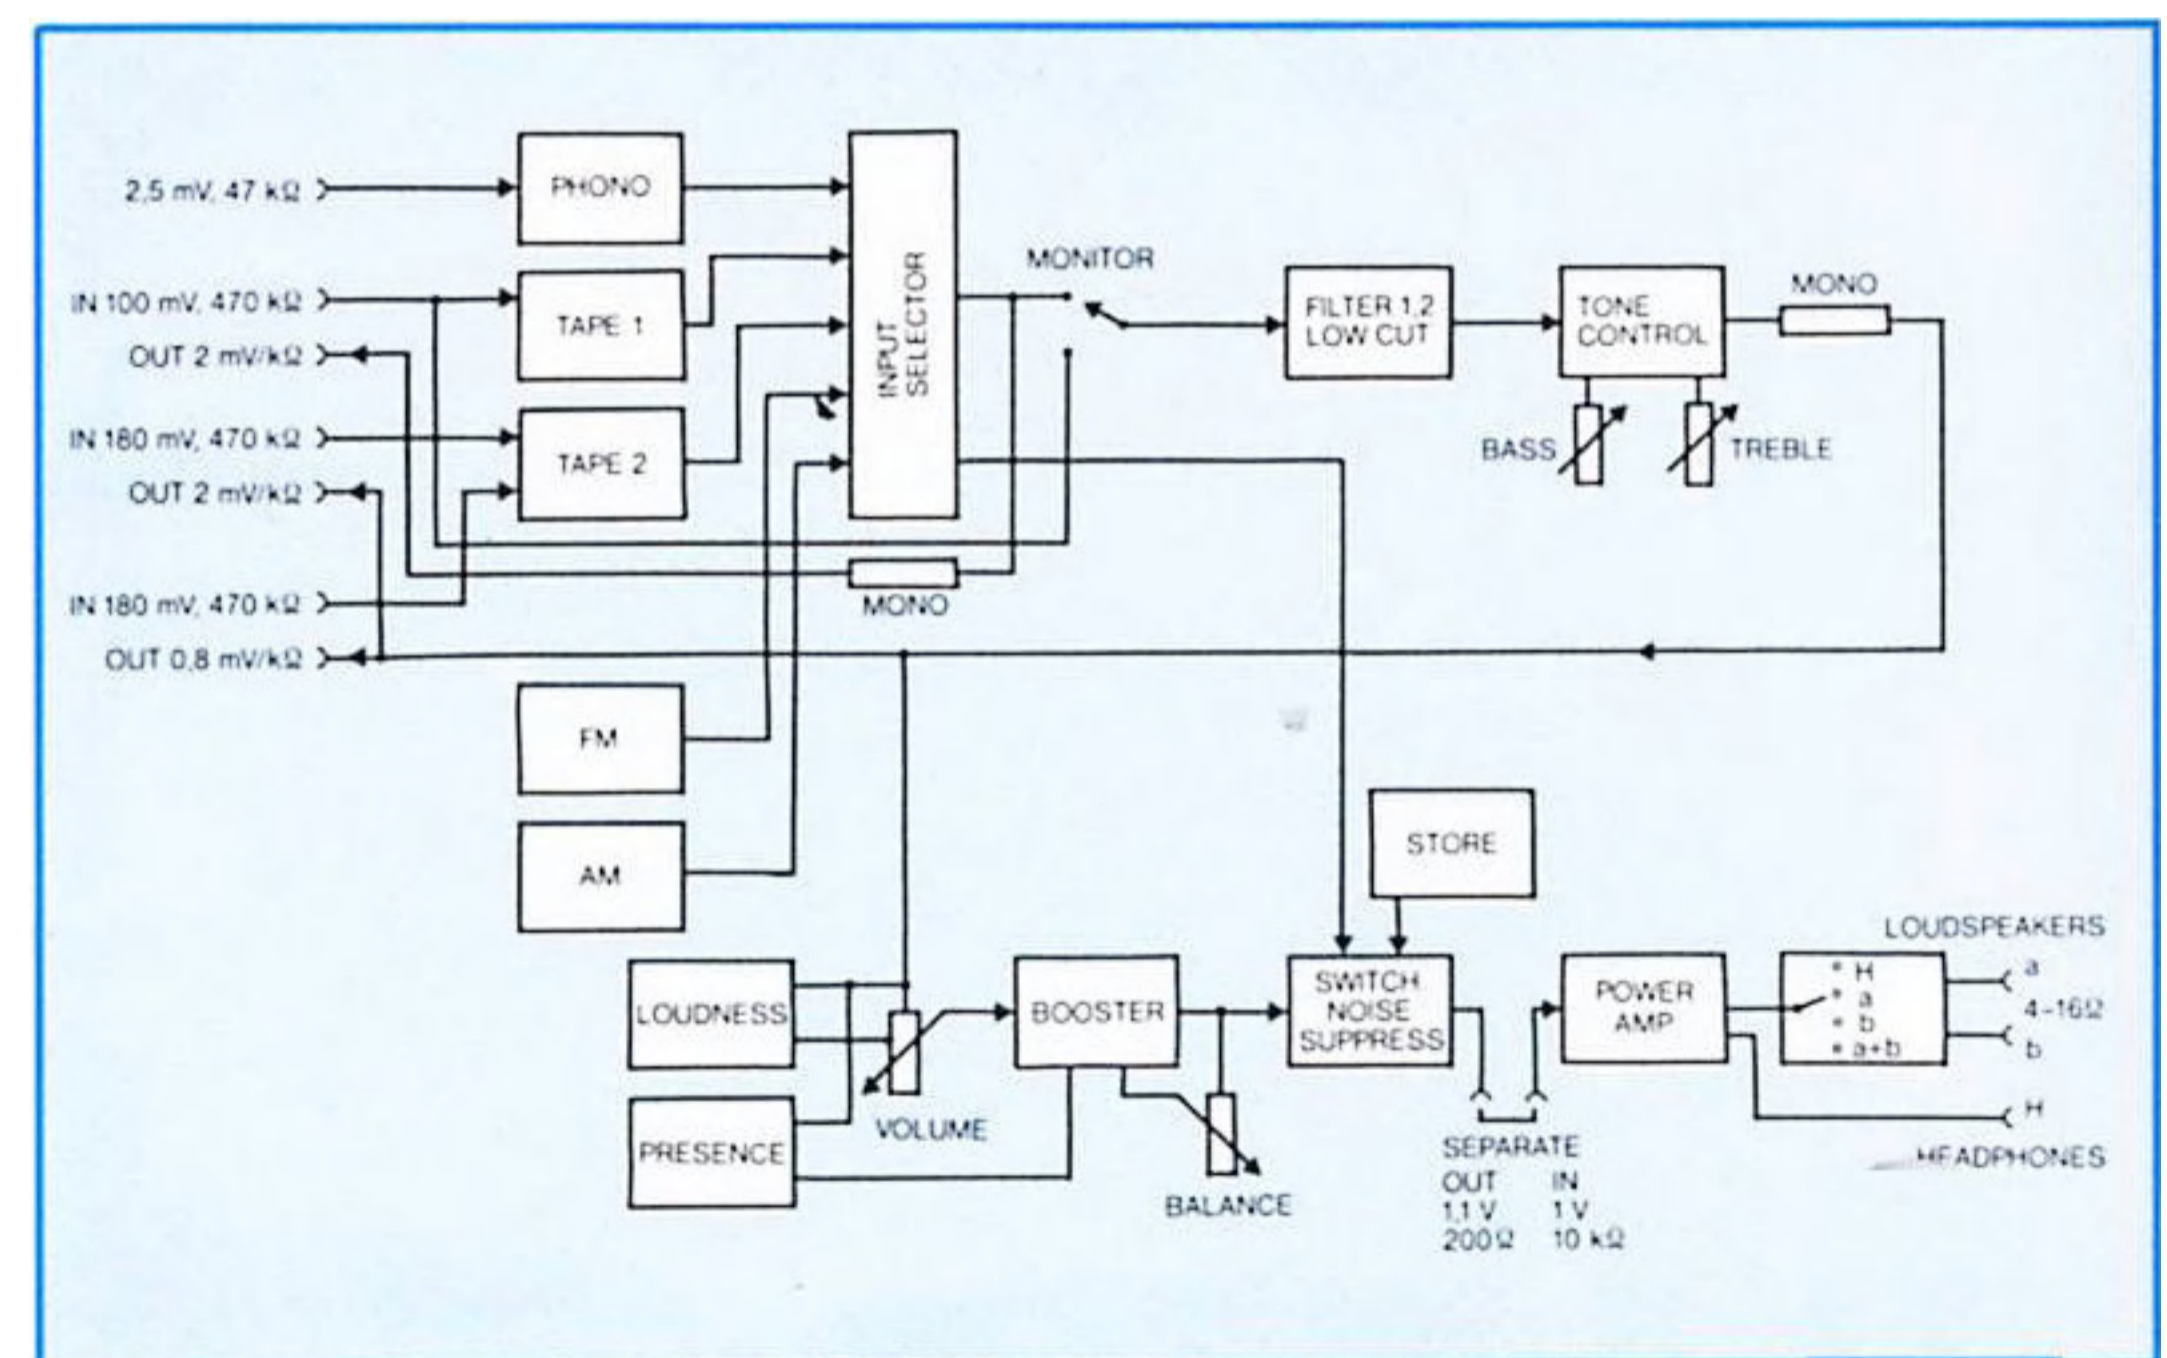 2,5 mV, 47 kΩ
PHONO
IN 100 mV, 470 kΩ
TAPE 1
OUT 2 mV/kΩ
IN 180 mV, 470 kΩ
TAPE 2
OUT 2 mV/kΩ
IN 180 mV, 470 kΩ
OUT 0,8 mV/kΩ
INPUT
SELECTOR
MONO
MONITOR
FILTER 1,2
LOW CUT
TONE
CONTROL
MONO
BASS
TREBLE
FM
AM
STORE
LOUDNESS
PRESENCE
VOLUME
BOOSTER
BALANCE
SWITCH
NOISE
SUPPRESS
SEPARATE
OUT IN
1,1 V 1 V
200Ω 10 kΩ
POWER
AMP
LOUDSPEAKERS
H
a
b
a+b
a
4-16Ω
b
H
HEADPHONES